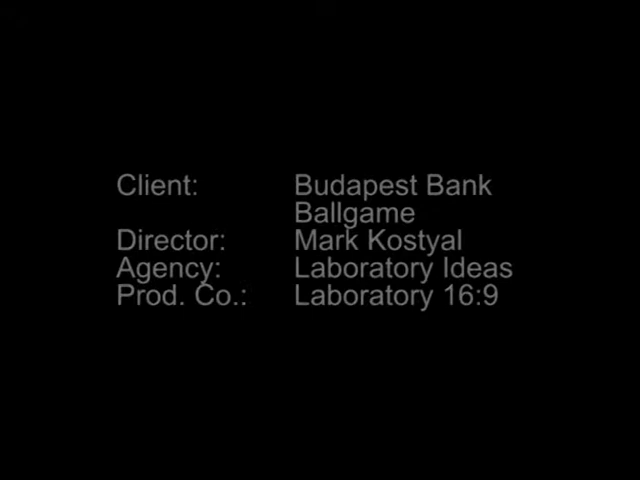 Client: Budapest Bank
Ballgame
Director: Mark Kostyal
Agency: Laboratory Ideas
Prod. Co.: Laboratory 16:9